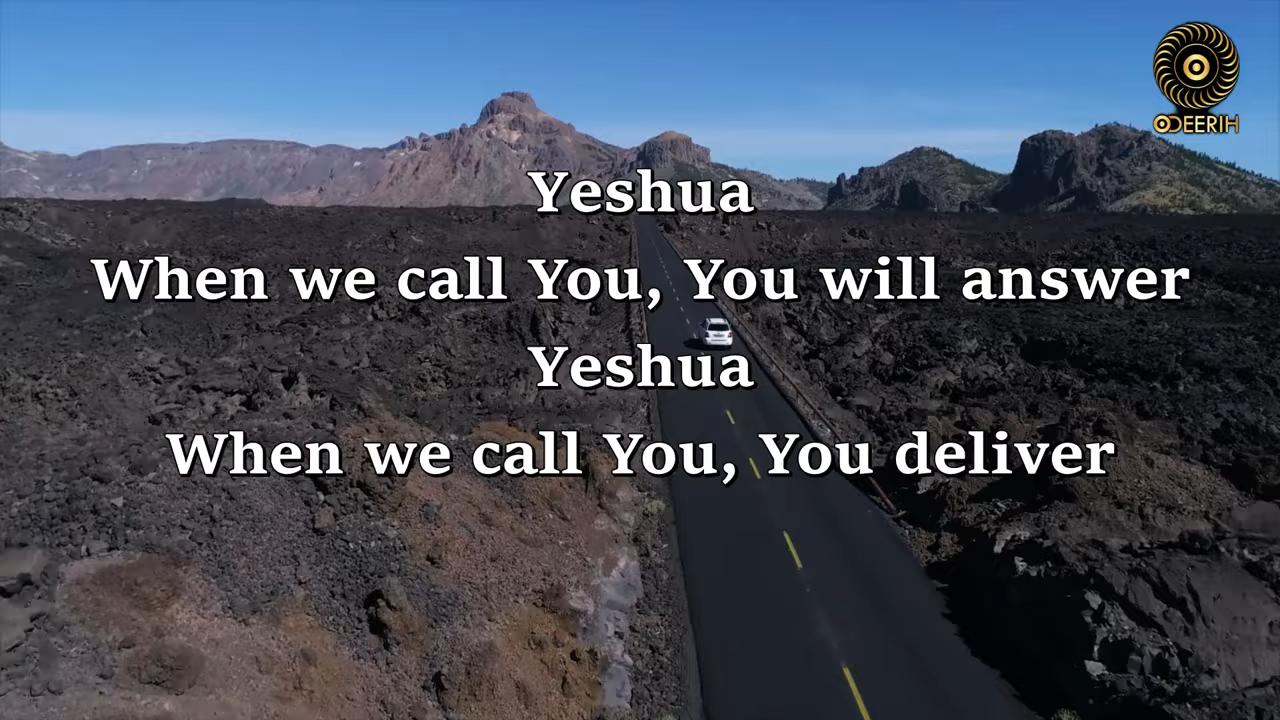 ODEERIH
Yeshua
When we call You, You will answer
Yeshua
When we call You, You deliver